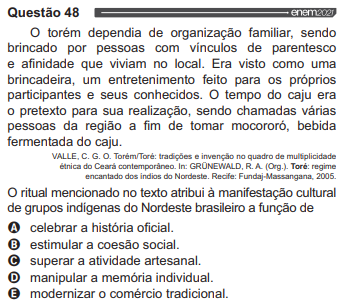 Questão 48 enem2021
O torém dependia de organização familiar, sendo
brincado por pessoas com vínculos de parentesco
e afinidade que viviam no local. Era visto como uma
brincadeira, um entretenimento feito para os próprios
participantes e seus conhecidos. O tempo do caju era
o pretexto para sua realização, sendo chamadas várias
pessoas da região a fim de tomar mocororó, bebida
fermentada do caju.
VALLE, C. G. O. Torém/Toré: tradições e invenção no quadro de multiplicidade
étnica do Ceará contemporâneo. In: GRÜNEWALD, R. A. (Org.). Toré: regime
encantado dos índios do Nordeste. Recife: Fundaj-Massangana, 2005.
O ritual mencionado no texto atribui à manifestação cultural
de grupos indígenas do Nordeste brasileiro a função de
A celebrar a história oficial.
B estimular a coesão social.
C superar a atividade artesanal.
D manipular a memória individual.
E modernizar o comércio tradicional.